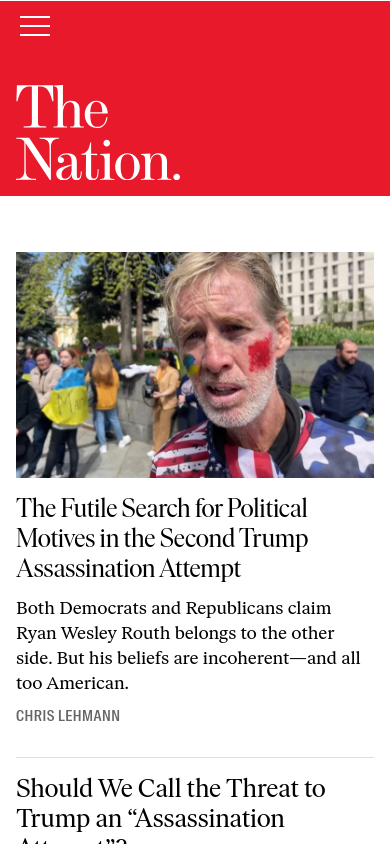 The
Nation.
The Futile Search for Political
Motives in the Second Trump
Assassination Attempt
Both Democrats and Republicans claim
Ryan Wesley Routh belongs to the other
side. But his beliefs are incoherent—and all
too American.
CHRIS LEHMANN
Should We Call the Threat to
Trump an “Assassination
Attempt”?